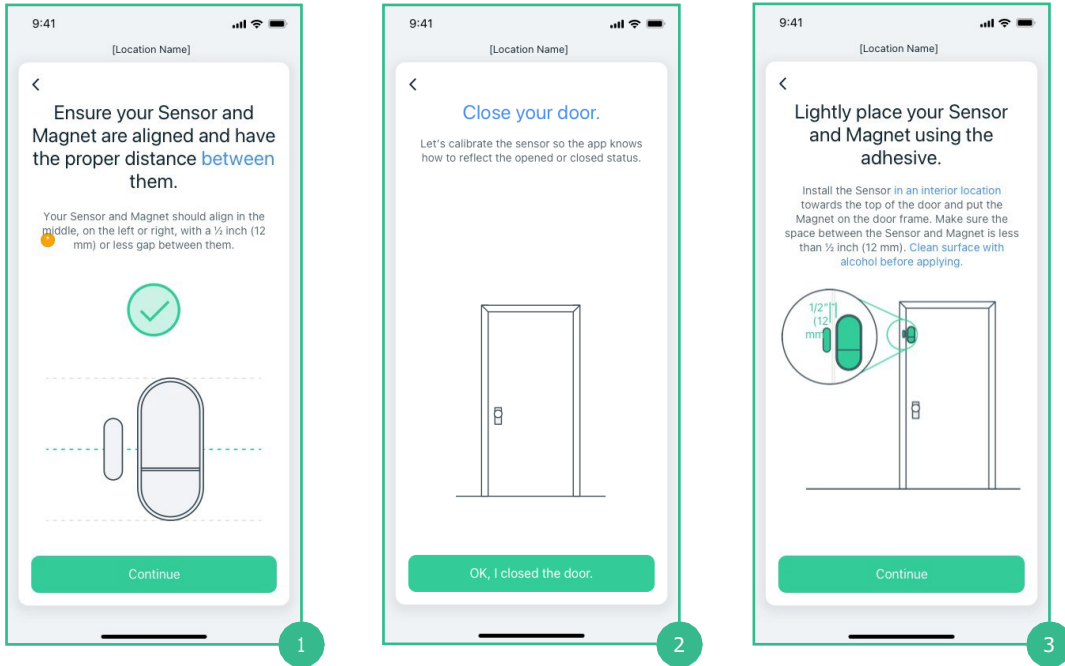 9:41
[Location Name]
Ensure your Sensor and
Magnet are aligned and have
the proper distance between
them.
Your Sensor and Magnet should align in the
middle, on the left or right, with a ½ inch (12
mm) or less gap between them.
Continue
1
9:41
[Location Name]
Close your door.
Let's calibrate the sensor so the app knows
how to reflect the opened or closed status.
OK, I closed the door.
2
9:41
[Location Name]
Lightly place your Sensor
and Magnet using the
adhesive.
Install the Sensor in an interior location
towards the top of the door and put the
Magnet on the door frame. Make sure the
space between the Sensor and Magnet is less
than ½ inch (12 mm). Clean surface with
alcohol before applying.
1/2"
(12
mm
Continue
3